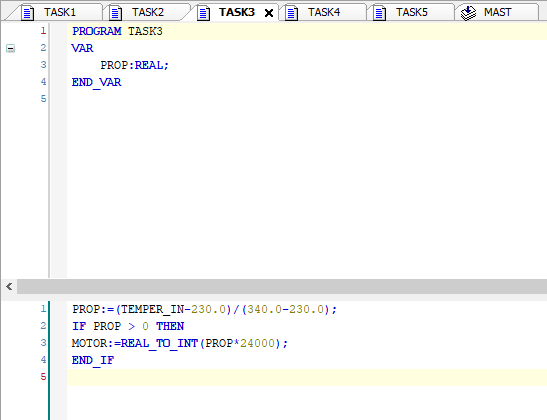 TASK1 TASK2 TASK3 TASK4 TASK5 MAST
1 PROGRAM TASK3
2 VAR
3 PROP:REAL;
4 END_VAR
5
1 PROP:=(TEMPER_IN-230.0)/(340.0-230.0);
2 IF PROP > 0 THEN
3 MOTOR:=REAL_TO_INT(PROP*24000);
4 END_IF
5